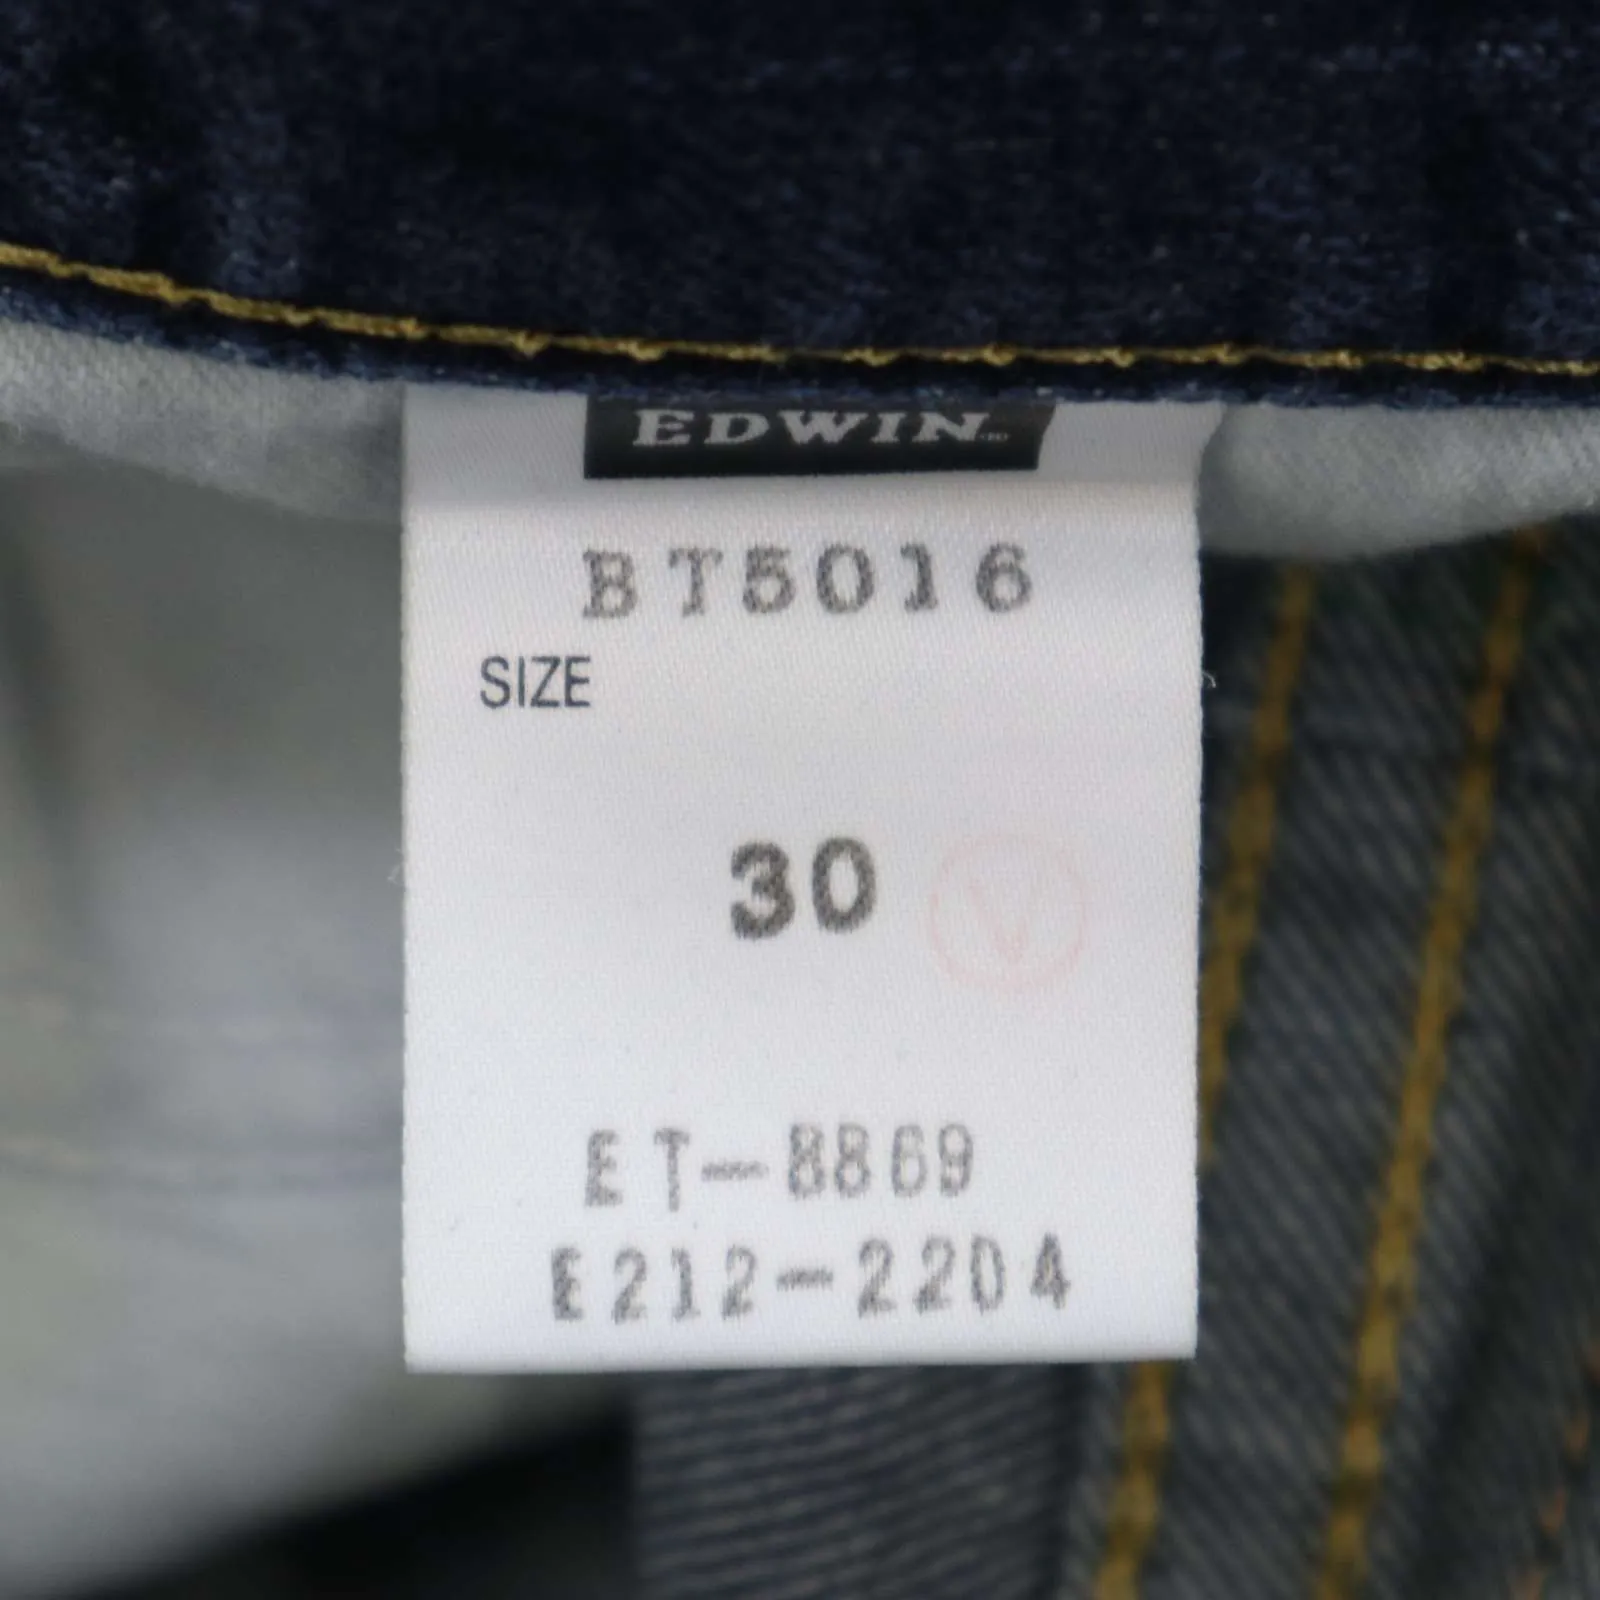 EDWIN
BT5016
SIZE
30
ET-8869
E212-2204